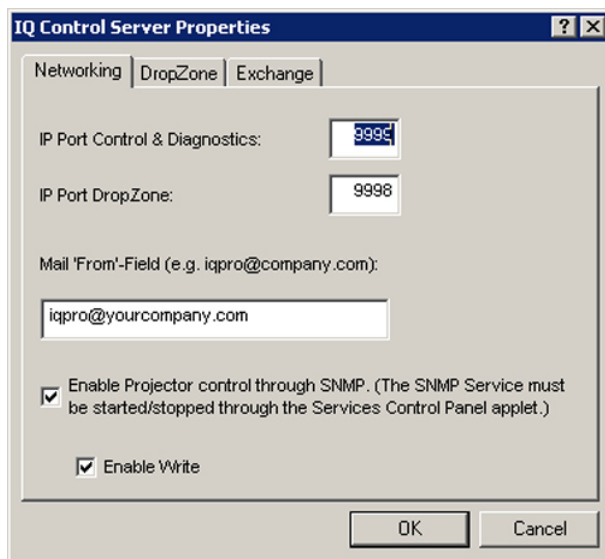 IQ Control Server Properties
Networking DropZone Exchange
IP Port Control & Diagnostics: 9999
IP Port DropZone: 9998
Mail 'From'-Field (e.g. iqpro@company.com):
iqpro@yourcompany.com
Enable Projector control through SNMP. (The SNMP Service must
be started/stopped through the Services Control Panel applet.)
Enable Write
OK Cancel